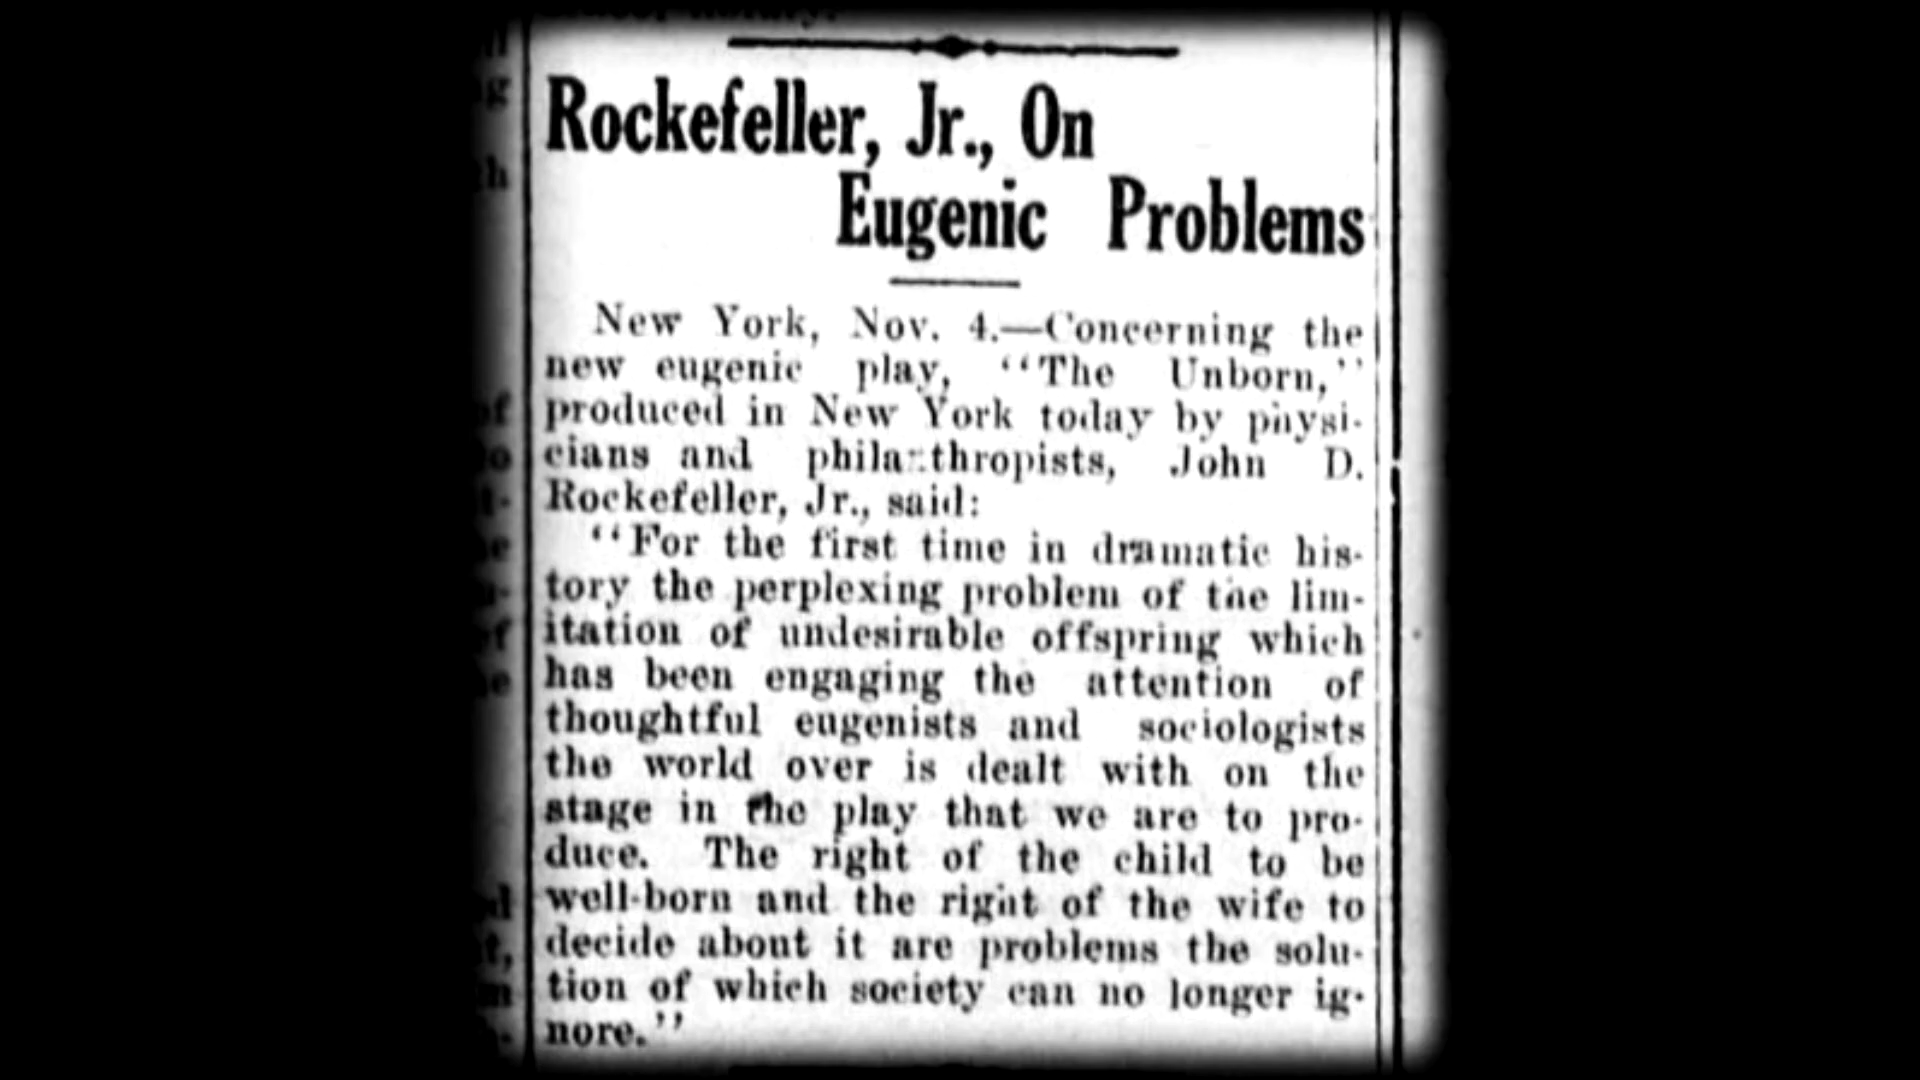 Rockefeller, Jr., On
Eugenic Problems
New York, Nov. 4.—Concerning the
new eugenic play, "The Unborn,"
produced in New York today by physi-
cians and philanthropists, John D.
Rockefeller, Jr., said:
"For the first time in dramatic his-
tory the perplexing problem of the lim-
itation of undesirable offspring which
has been engaging the attention of
thoughtful eugenists and sociologists
the world over is dealt with on the
stage in the play that we are to pro-
duce. The right of the child to be
well-born and the right of the wife to
decide about it are problems the solu-
tion of which society can no longer ig-
nore."